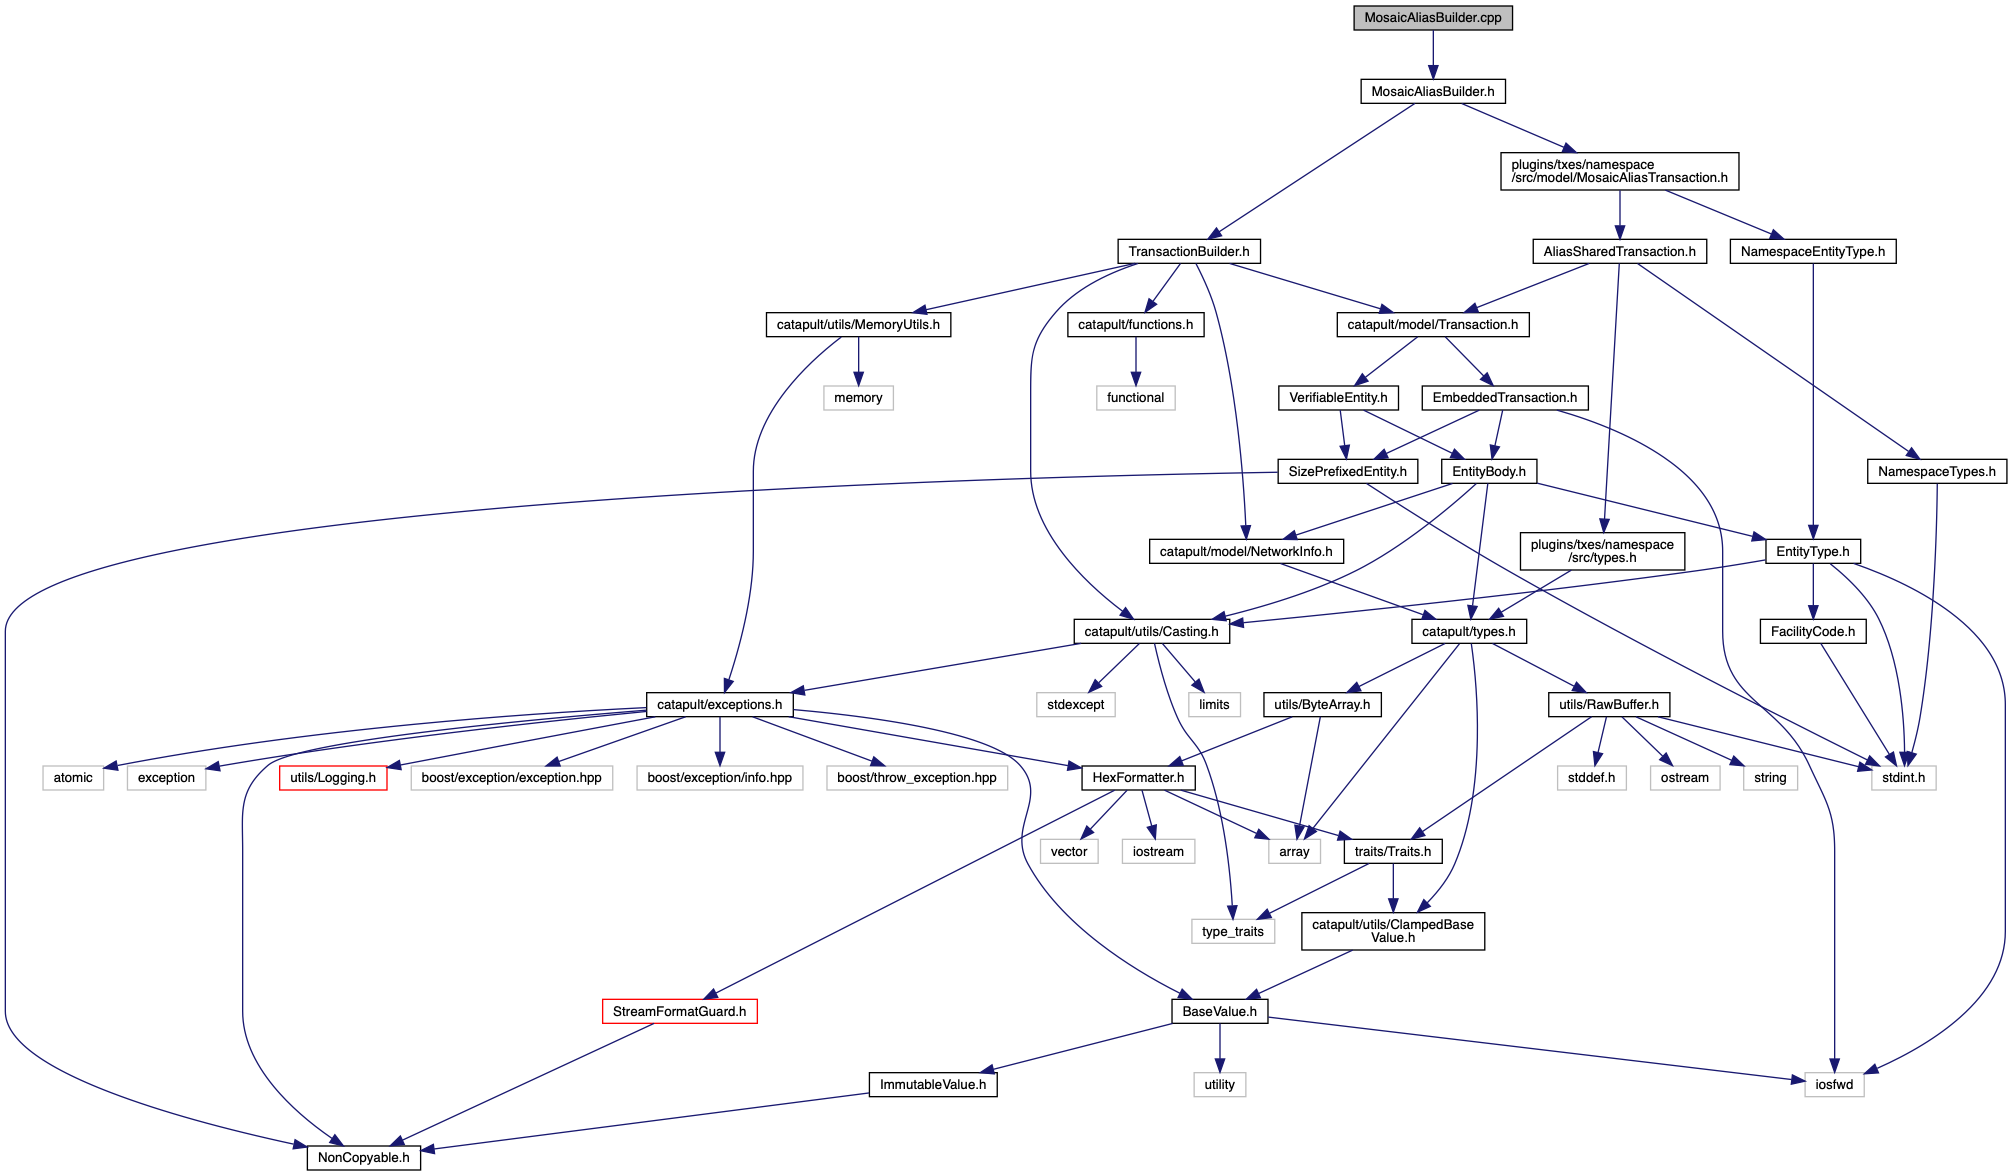 MosaicAliasBuilder.cpp
MosaicAliasBuilder.h
plugins/txes/namespace
/src/model/MosaicAliasTransaction.h
TransactionBuilder.h
AliasSharedTransaction.h
NamespaceEntityType.h
catapult/utils/MemoryUtils.h
catapult/functions.h
catapult/model/Transaction.h
memory
functional
VerifiableEntity.h
EmbeddedTransaction.h
SizePrefixedEntity.h
EntityBody.h
NamespaceTypes.h
catapult/model/NetworkInfo.h
plugins/txes/namespace
/src/types.h
EntityType.h
catapult/utils/Casting.h
catapult/types.h
FacilityCode.h
catapult/exceptions.h
stdexcept
limits
utils/ByteArray.h
utils/RawBuffer.h
atomic
exception
utils/Logging.h
boost/exception/exception.hpp
boost/exception/info.hpp
boost/throw_exception.hpp
HexFormatter.h
stddef.h
ostream
string
stdint.h
vector
iostream
array
traits/Traits.h
type_traits
catapult/utils/ClampedBase
Value.h
StreamFormatGuard.h
BaseValue.h
ImmutableValue.h
utility
iosfwd
NonCopyable.h